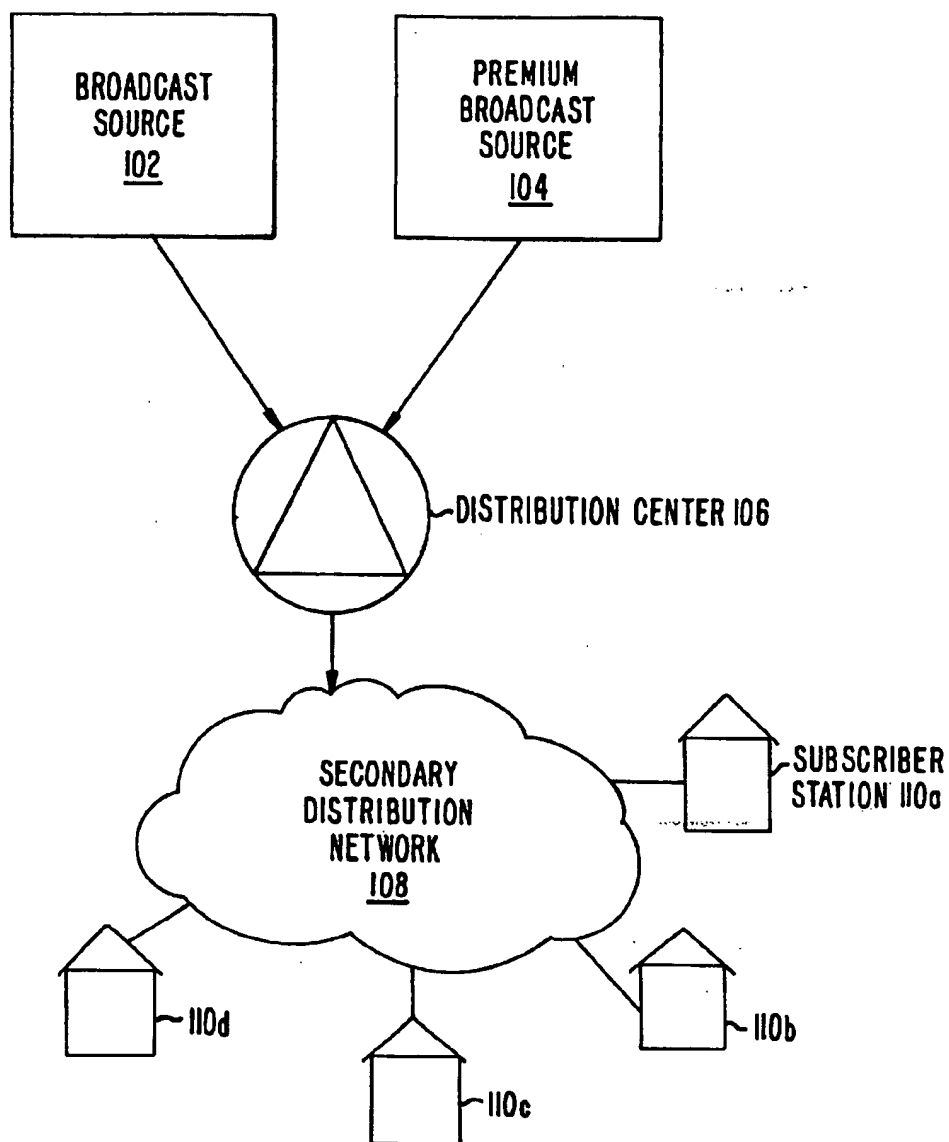 BROADCAST
SOURCE
102
PREMIUM
BROADCAST
SOURCE
104
DISTRIBUTION CENTER 106
SECONDARY
DISTRIBUTION
NETWORK
108
SUBSCRIBER
STATION 110a
110d
110b
110c